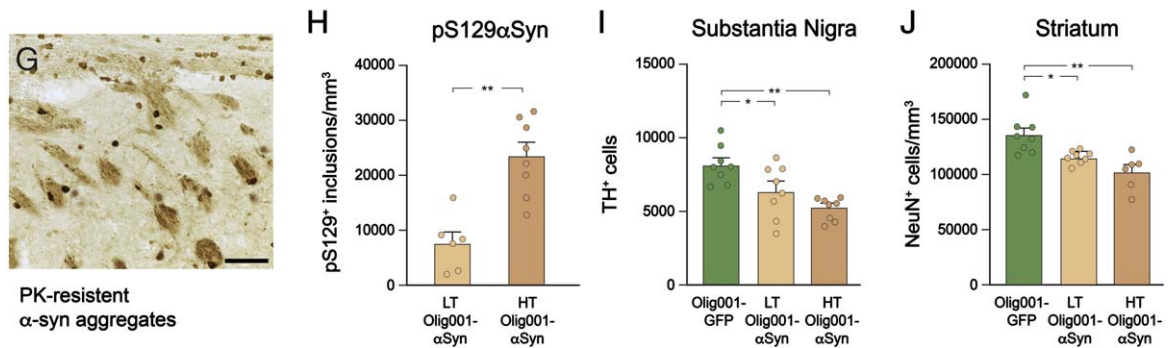 G
PK-resistent
α-syn aggregates
H
pS129αSyn
pS129⁺ inclusions/mm³
40000
30000
20000
10000
0
**
LT
Olig001-
αSyn
HT
Olig001-
αSyn
I
Substantia Nigra
TH⁺ cells
15000
10000
5000
0
**
*
Olig001-
GFP
LT
Olig001-
αSyn
HT
Olig001-
αSyn
J
Striatum
NeuN⁺ cells/mm³
200000
150000
100000
50000
0
**
*
Olig001-
GFP
LT
Olig001-
αSyn
HT
Olig001-
αSyn